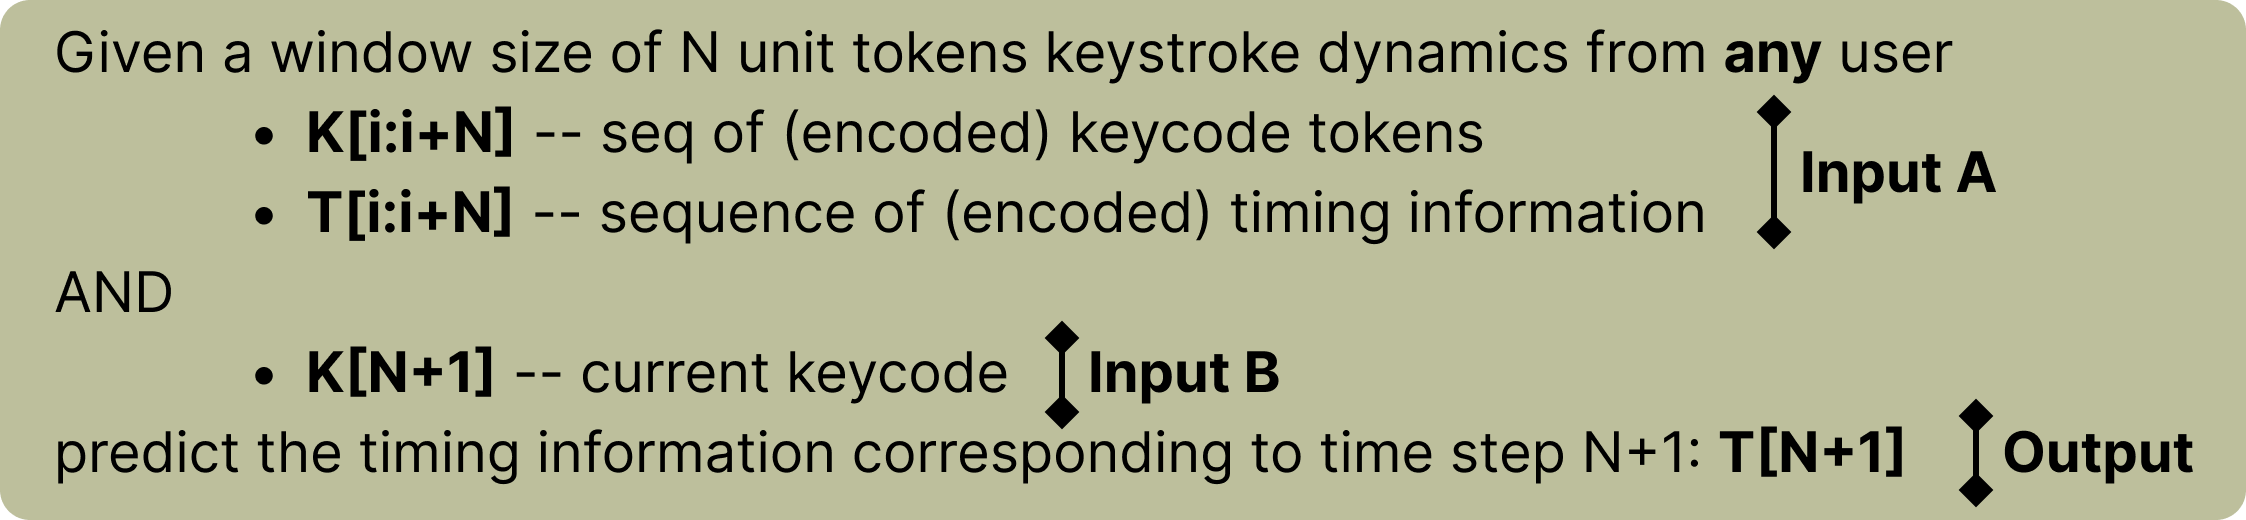 Given a window size of N unit tokens keystroke dynamics from any user
• K[i:i+N] -- seq of (encoded) keycode tokens
• T[i:i+N] -- sequence of (encoded) timing information
Input A
AND
• K[N+1] -- current keycode Input B
predict the timing information corresponding to time step N+1: T[N+1] Output